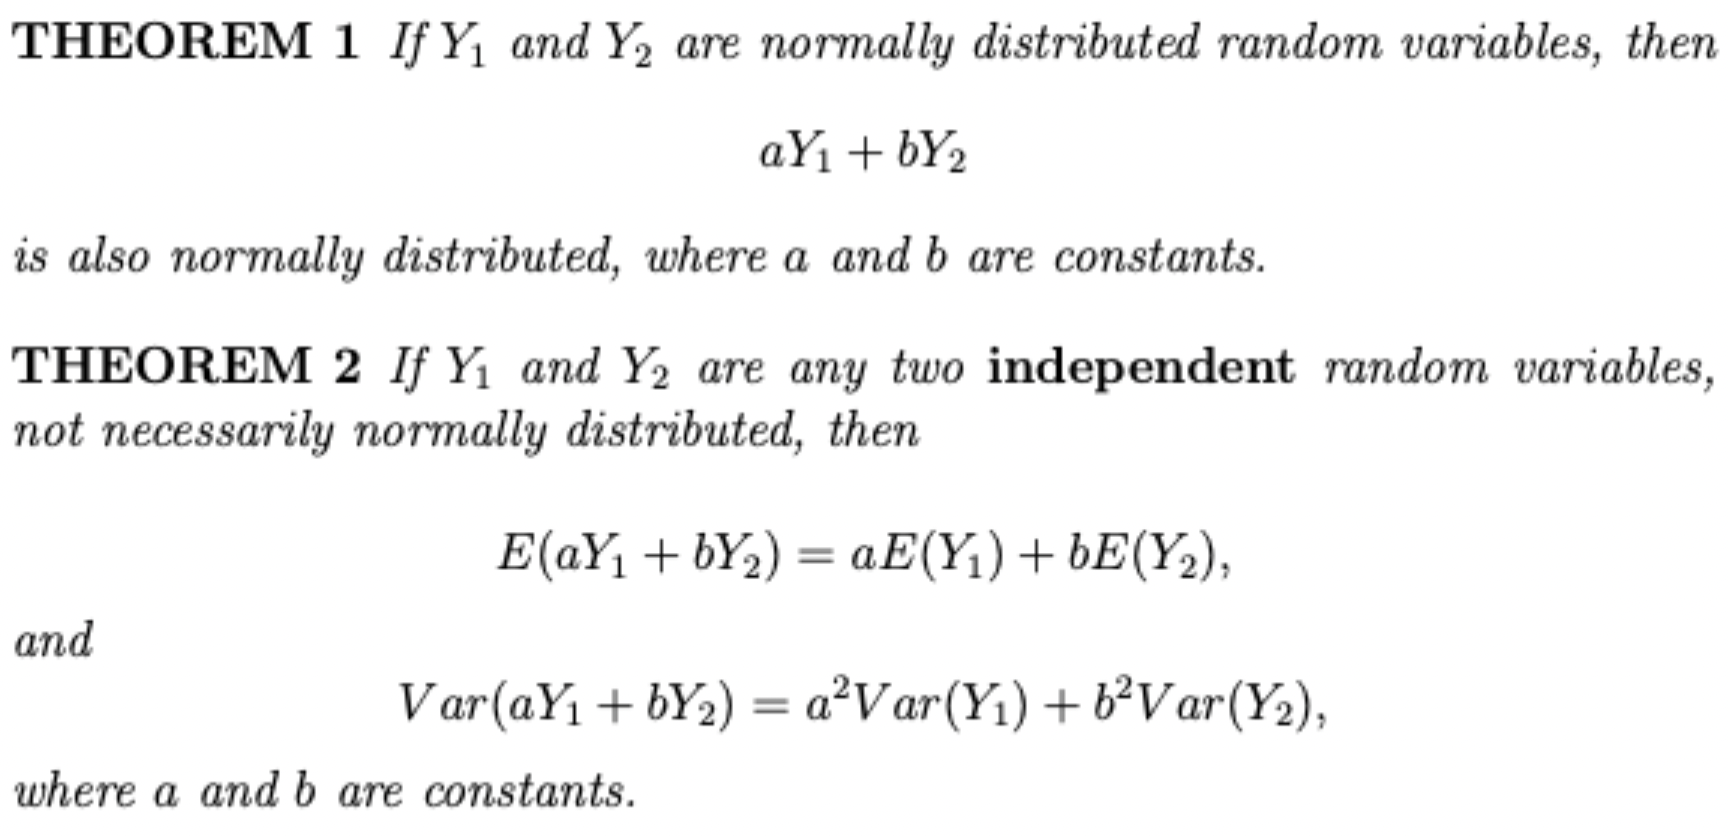 THEOREM 1 If Y₁ and Y₂ are normally distributed random variables, then
aY₁ + bY₂
is also normally distributed, where a and b are constants.
THEOREM 2 If Y₁ and Y₂ are any two independent random variables,
not necessarily normally distributed, then
E(aY₁ + bY₂) = aE(Y₁) + bE(Y₂),
and
Var(aY₁ + bY₂) = a²Var(Y₁) + b²Var(Y₂),
where a and b are constants.